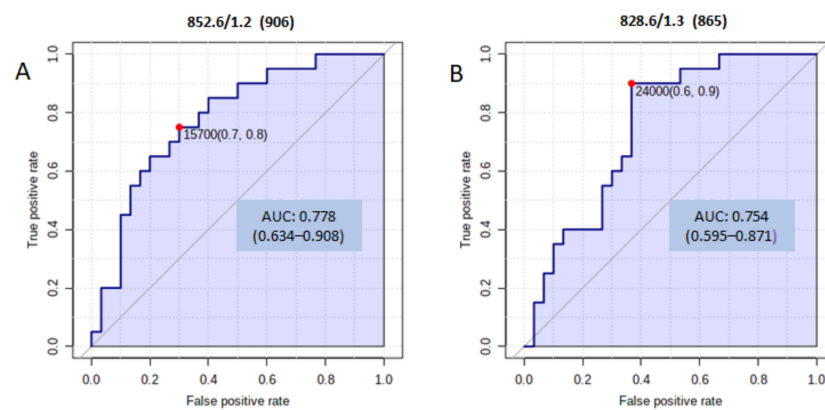 852.6/1.2 (906)
A
1.0
0.8
0.6
0.4
0.2
0.0
True positive rate
15700(0.7, 0.8)
AUC: 0.778
(0.634–0.908)
0.0 0.2 0.4 0.6 0.8 1.0
False positive rate
828.6/1.3 (865)
B
1.0
0.8
0.6
0.4
0.2
0.0
True positive rate
24000(0.6, 0.9)
AUC: 0.754
(0.595–0.871)
0.0 0.2 0.4 0.6 0.8 1.0
False positive rate